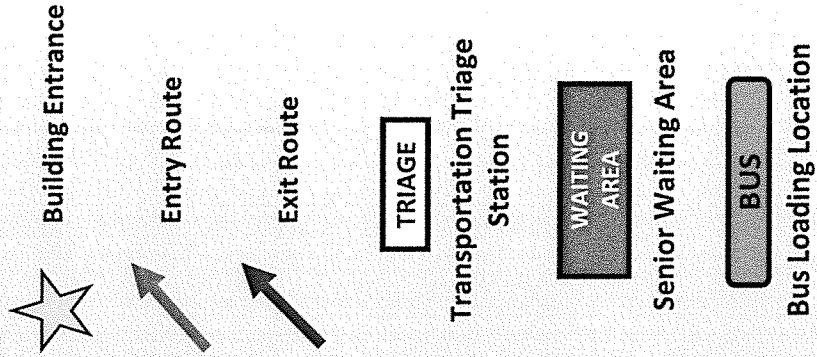 Building Entrance
Entry Route
Exit Route
TRIAGE
Transportation Triage
Station
WAITING
AREA
Senior Waiting Area
BUS
Bus Loading Location